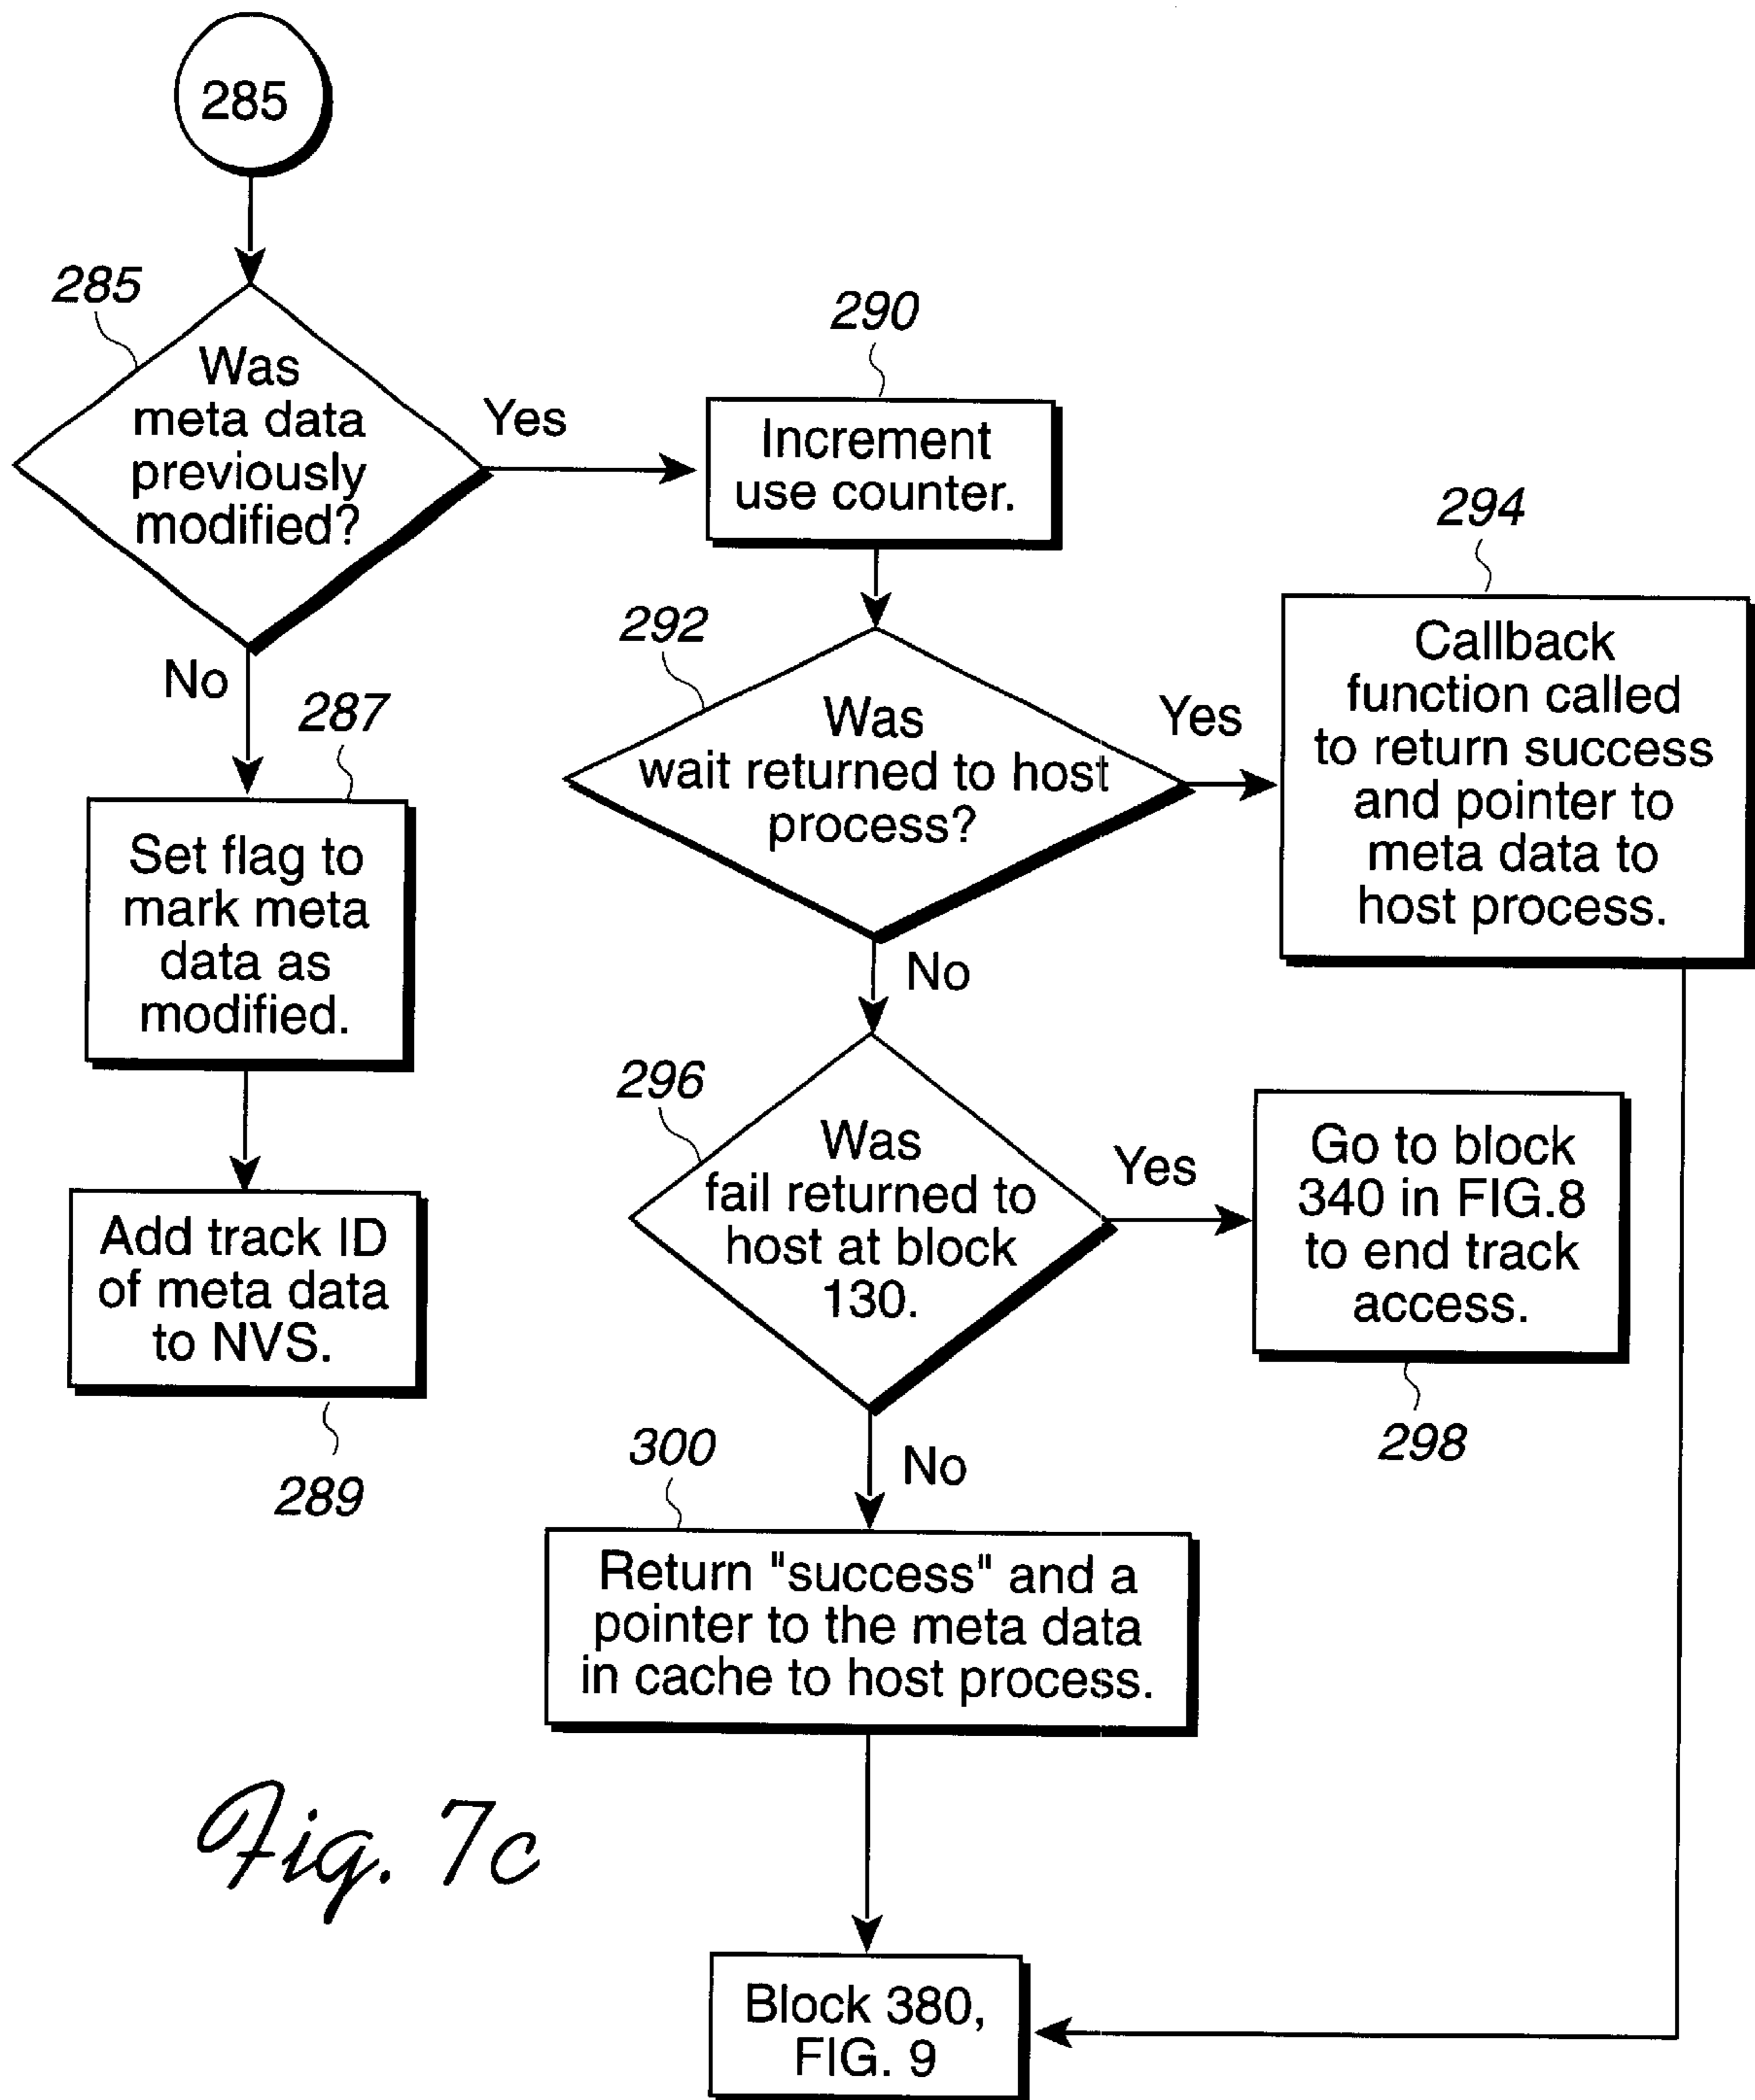 285
285
Was
meta data
previously
modified?
Yes
No
287
Set flag to
mark meta
data as
modified.
Add track ID
of meta data
to NVS.
289
290
Increment
use counter.
292
Was
wait returned to host
process?
Yes
No
294
Callback
function called
to return success
and pointer to
meta data to
host process.
296
Was
fail returned to
host at block
130.
Yes
No
Go to block
340 in FIG.8
to end track
access.
298
300
Return "success" and a
pointer to the meta data
in cache to host process.
Block 380,
FIG. 9
Fig. 7c